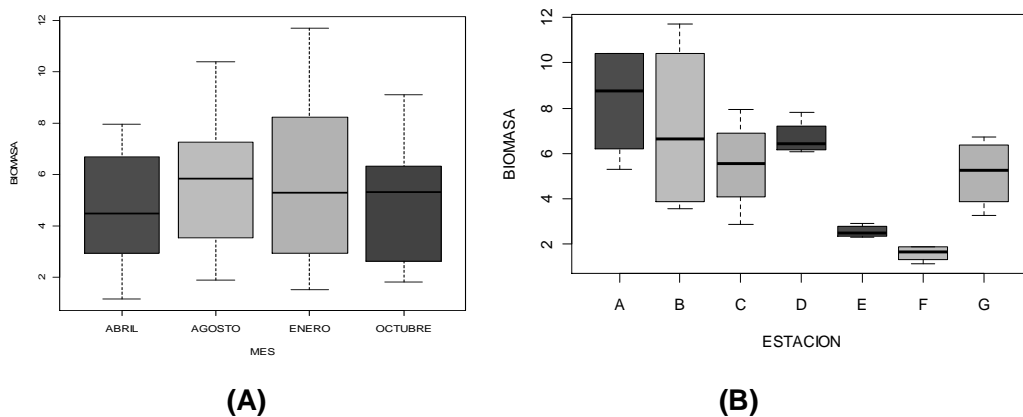 12
10
8
6
4
2
BIOMASA
ABRIL AGOSTO ENERO OCTUBRE
MES
(A)
12
10
8
6
4
2
BIOMASA
A B C D E F G
ESTACION
(B)